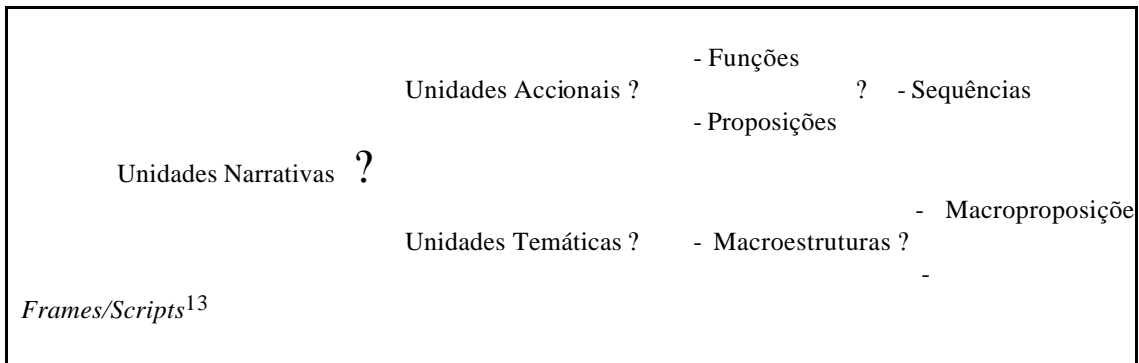 - Funções
Unidades Accionais ? ? - Sequências
- Proposições
Unidades Narrativas ?
- Macroproposiçõe
Unidades Temáticas ? - Macroestruturas ?
-
Frames/Scripts13